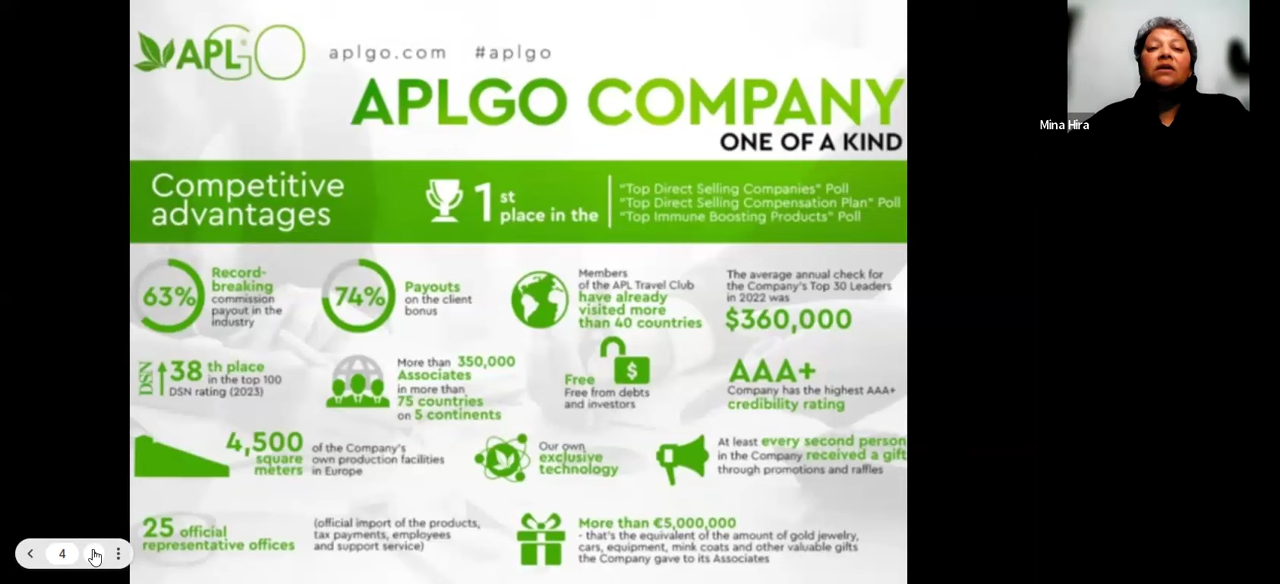 APLGO
aplgo.com #aplgo
APLGO COMPANY
ONE OF A KIND
Competitive
advantages
1st
place in the
"Top Direct Selling Companies" Poll
"Top Direct Selling Compensation Plan" Poll
"Top Immune Boosting Products" Poll
63%
Record-
breaking
commission
payout in the
industry
74%
Payouts
on the client
bonus
Members
of the APL Travel Club
have already
visited more
than 40 countries
The average annual check for
the Company's Top 30 Leaders
in 2022 was
$360,000
DSN
38 th place
in the top 100
DSN rating (2023)
More than 350,000
Associates
in more than
75 countries
on 5 continents
$
Free
Free from debts
and investors
AAA+
Company has the highest AAA+
credibility rating
4,500
square
meters
of the Company's
own production facilities
in Europe
Our own
exclusive
technology
At least every second person
in the Company received a gift
through promotions and raffles
25 official
representative offices
(official import of the products,
tax payments, employees
and support service)
More than €5,000,000
- that's the equivalent of the amount of gold jewelry,
cars, equipment, mink coats and other valuable gifts
the Company gave to its Associates
Mina Hira
4